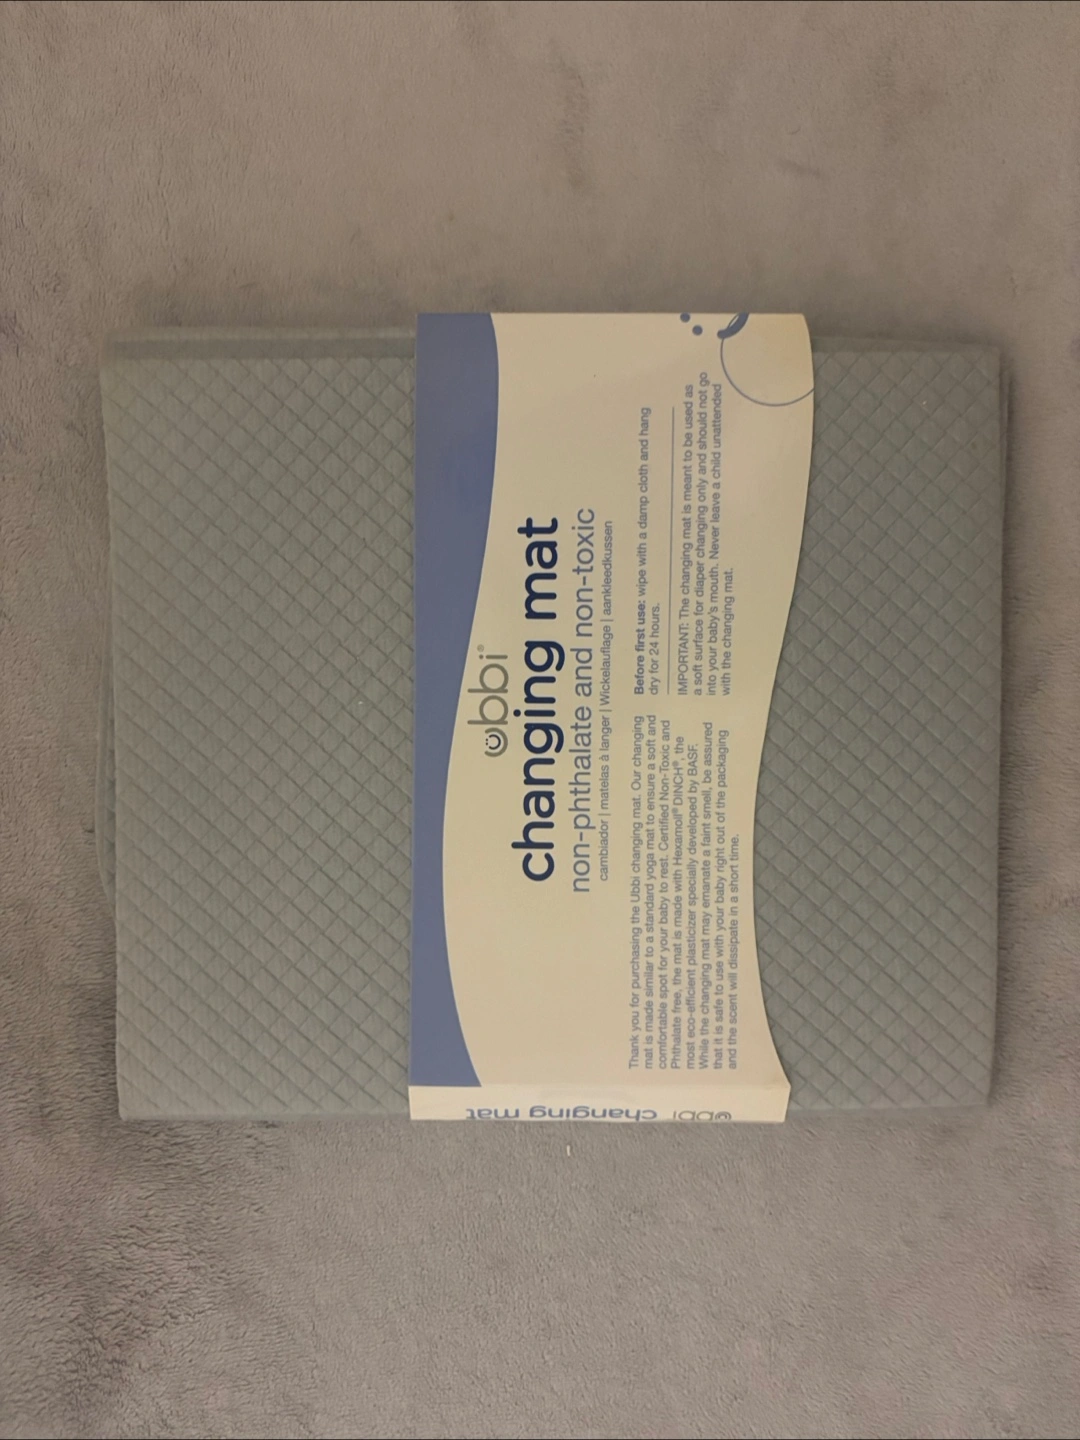 ubbi®
changing mat
non-phthalate and non-toxic
cambiador | matelas à langer | Wickelauflage | aankleedkussen
Thank you for purchasing the Ubbi changing mat. Our changing
mat is made similar to a standard yoga mat to ensure a soft and
comfortable spot for your baby to rest. Certified Non-Toxic and
Phthalate free, the mat is made with Hexamoll® DINCH®, the
most eco-efficient plasticizer specially developed by BASF.
While the changing mat may emanate a faint smell, be assured
that it is safe to use with your baby right out of the packaging
and the scent will dissipate in a short time.
Before first use: wipe with a damp cloth and hang
dry for 24 hours.
IMPORTANT: The changing mat is meant to be used as
a soft surface for diaper changing only and should not go
into your baby's mouth. Never leave a child unattended
with the changing mat.
ubbi
changing mat